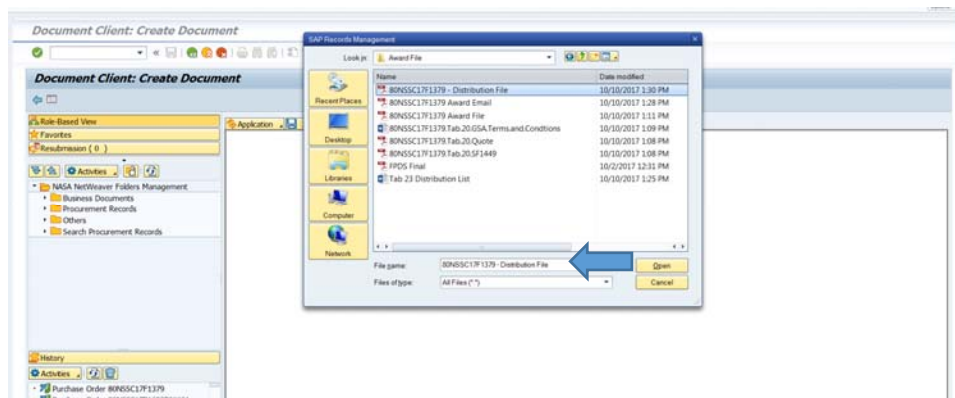 Document Client: Create Document
SAP Records Management
Look in: Award File
Document Client: Create Document
Name Date modified
80NSSC17F1379 - Distribution File 10/10/2017 1:30 PM
Recent Places
80NSSC17F1379 Award Email 10/10/2017 1:28 PM
80NSSC17F1379 Award File 10/10/2017 1:11 PM
Role-Based View
Application
80NSSC17F1379.Tab.20.GSA.Terms.and.Condtions 10/10/2017 1:09 PM
Favorites
Desktop
80NSSC17F1379.Tab.20.Quote 10/10/2017 1:08 PM
Resubmission ( 0 )
80NSSC17F1379.Tab.20.SF1449 10/10/2017 1:08 PM
FPDS Final 10/2/2017 12:31 PM
Activities
Libraries
Tab 23 Distribution List 10/10/2017 1:25 PM
NASA NetWeaver Folders Management
Business Documents
Procurement Records
Computer
Others
Search Procurement Records
Network
File name: 80NSSC17F1379 - Distribution File Open
Files of type: All Files (*.*) Cancel
History
Activities
Purchase Order 80NSSC17F1379